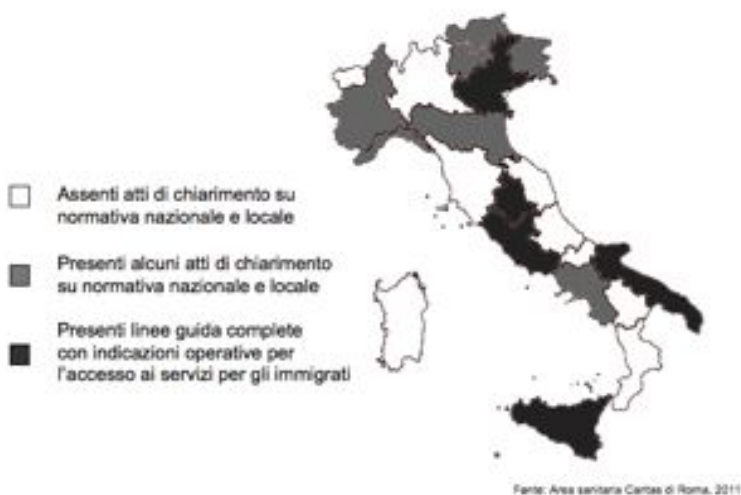 Assenti atti di chiarimento su
normativa nazionale e locale
Presenti alcuni atti di chiarimento
su normativa nazionale e locale
Presenti linee guida complete
con indicazioni operative per
l'accesso ai servizi per gli immigrati
Fonte: Area sanitaria Caritas di Roma, 2011